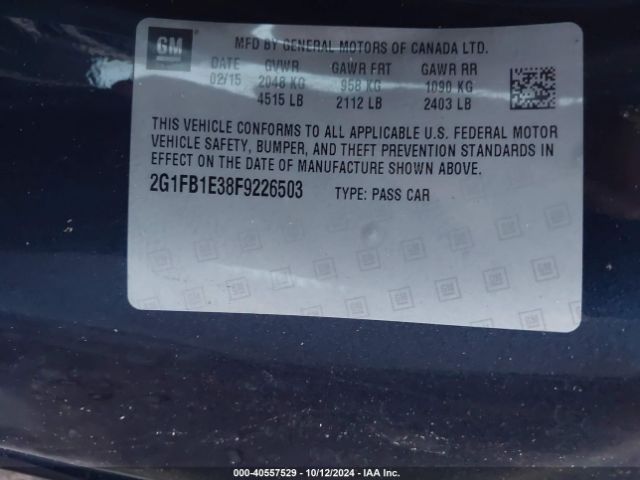 GM
MFD BY GENERAL MOTORS OF CANADA LTD.
DATE GVWR GAWR FRT GAWR RR
02/15 2048 KG 958 KG 1090 KG
4515 LB 2112 LB 2403 LB
THIS VEHICLE CONFORMS TO ALL APPLICABLE U.S. FEDERAL MOTOR
VEHICLE SAFETY, BUMPER, AND THEFT PREVENTION STANDARDS IN
EFFECT ON THE DATE OF MANUFACTURE SHOWN ABOVE.
2G1FB1E38F9226503 TYPE: PASS CAR
000-40557529 - 10/12/2024 - IAA Inc.